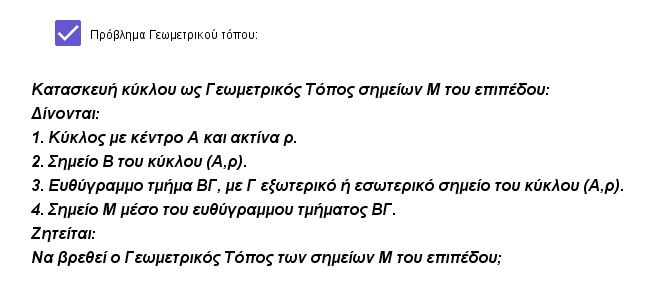 Πρόβλημα Γεωμετρικού τόπου:
Κατασκευή κύκλου ως Γεωμετρικός Τόπος σημείων Μ του επιπέδου:
Δίνονται:
1. Κύκλος με κέντρο Α και ακτίνα ρ.
2. Σημείο Β του κύκλου (Α,ρ).
3. Ευθύγραμμο τμήμα ΒΓ, με Γ εξωτερικό ή εσωτερικό σημείο του κύκλου (Α,ρ).
4. Σημείο Μ μέσο του ευθύγραμμου τμήματος ΒΓ.
Ζητείται:
Να βρεθεί ο Γεωμετρικός Τόπος των σημείων Μ του επιπέδου;